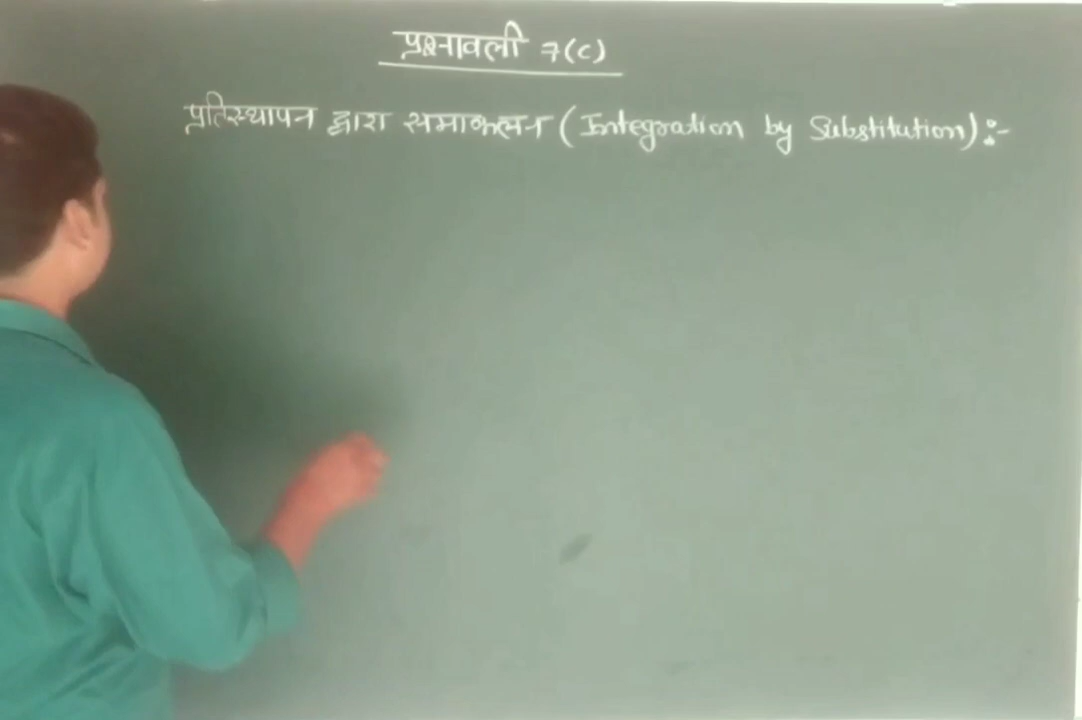 प्रश्नावली 7(C)
प्रतिस्थापन द्वारा समाकलन (Integration by Substitution) :-